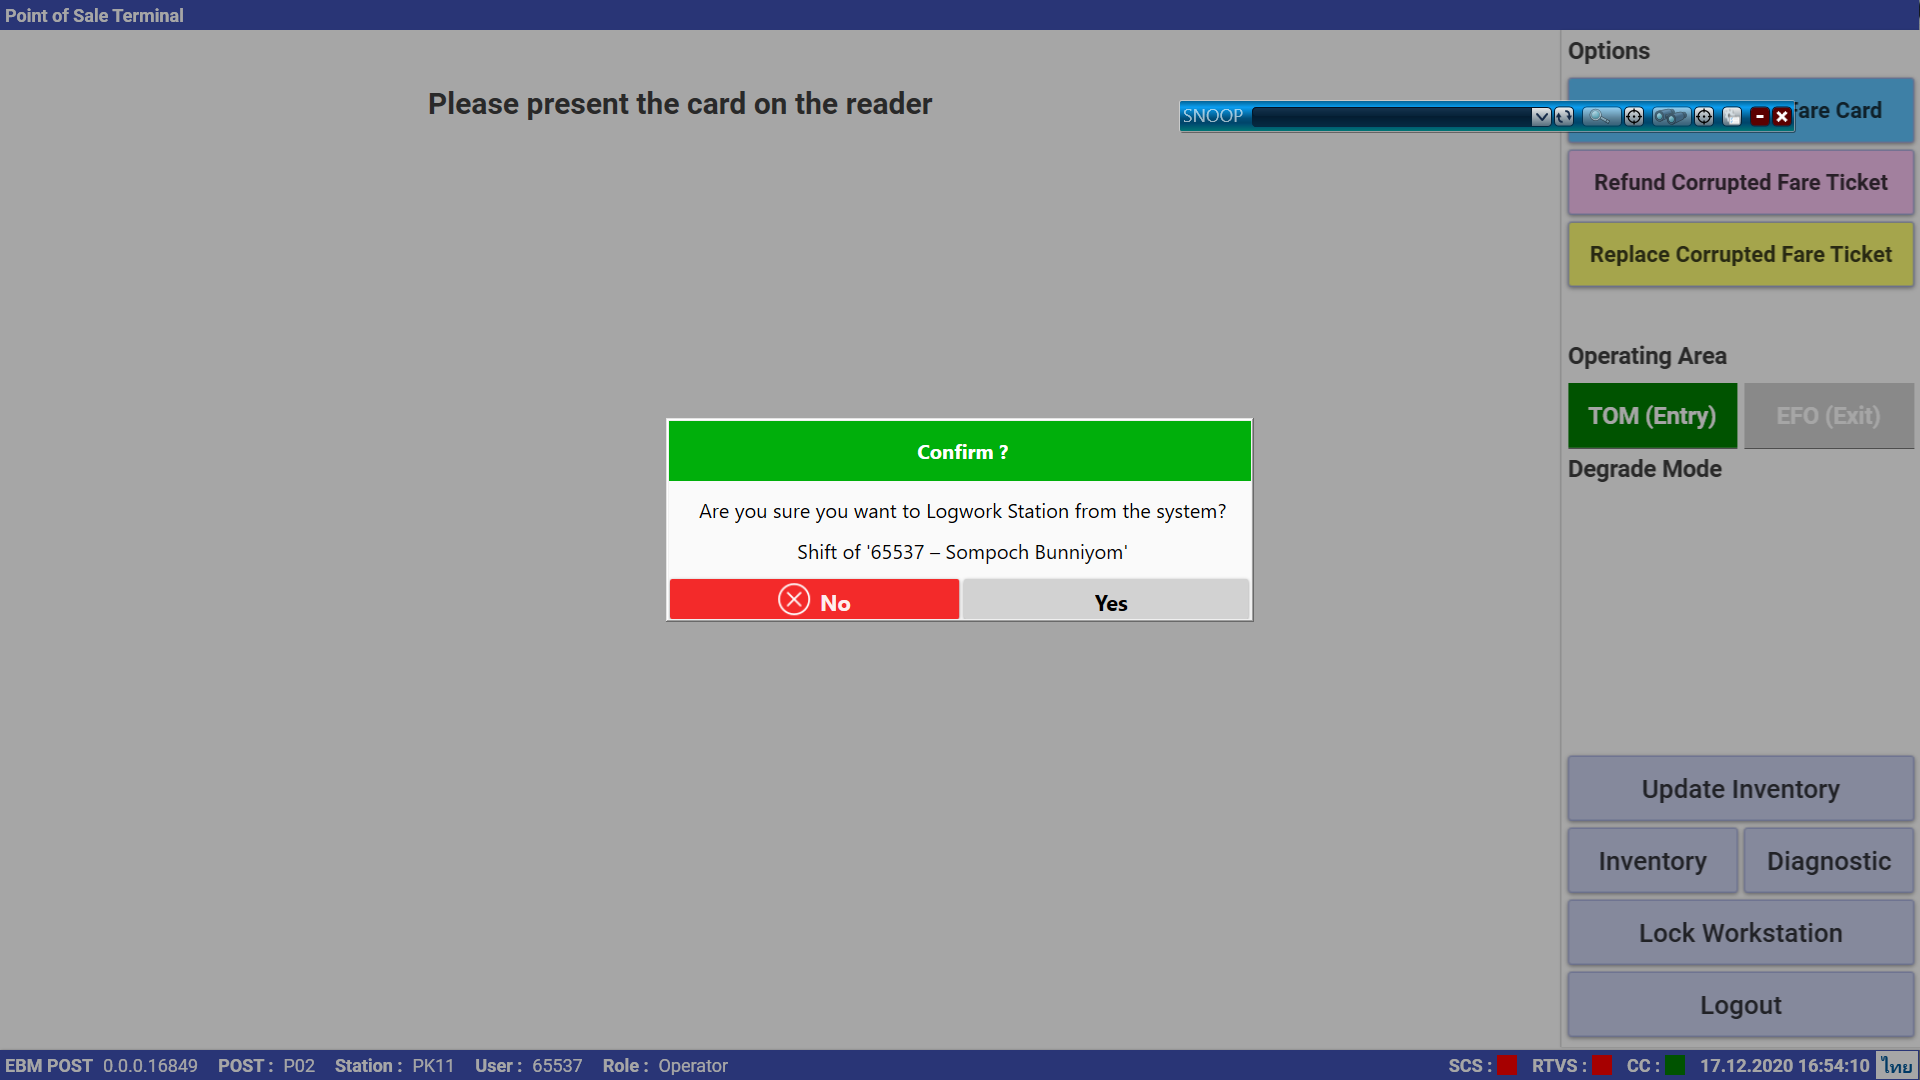 Point of Sale Terminal
Please present the card on the reader
SNOOP
Options
Fare Card
Refund Corrupted Fare Ticket
Replace Corrupted Fare Ticket
Operating Area
TOM (Entry)
EFO (Exit)
Degrade Mode
Confirm ?
Are you sure you want to Logwork Station from the system?
Shift of '65537 – Sompoch Bunniyom'
No
Yes
Update Inventory
Inventory
Diagnostic
Lock Workstation
Logout
EBM POST 0.0.0.16849 POST : P02 Station : PK11 User : 65537 Role : Operator
SCS : RTVS : CC : 17.12.2020 16:54:10 ไทย